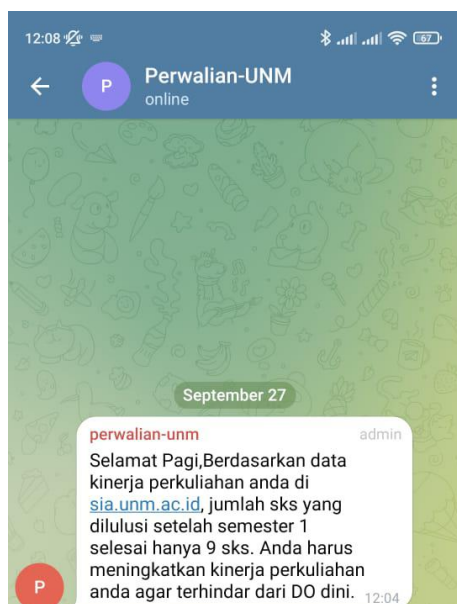 12:08 67
P Perwalian-UNM
online
September 27
perwalian-unm admin
Selamat Pagi,Berdasarkan data
kinerja perkuliahan anda di
sia.unm.ac.id, jumlah sks yang
dilulusi setelah semester 1
selesai hanya 9 sks. Anda harus
meningkatkan kinerja perkuliahan
P anda agar terhindar dari DO dini. 12:04